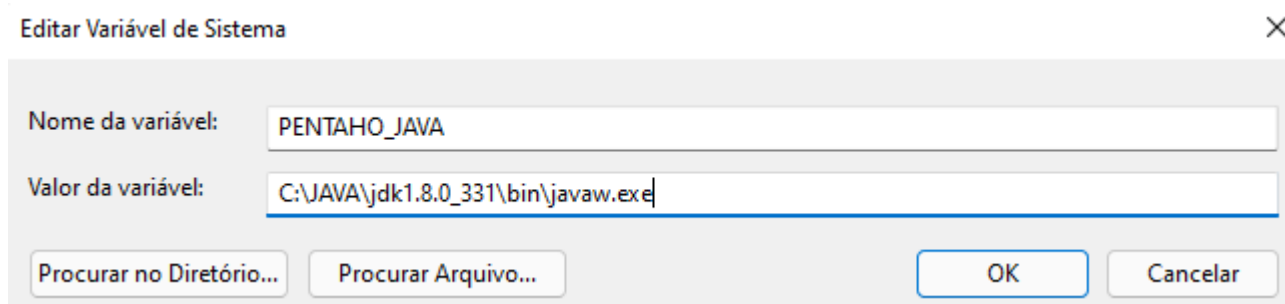 Editar Variável de Sistema
Nome da variável: PENTAHO_JAVA
Valor da variável: C:\JAVA\jdk1.8.0_331\bin\javaw.exe
Procurar no Diretório... Procurar Arquivo... OK Cancelar